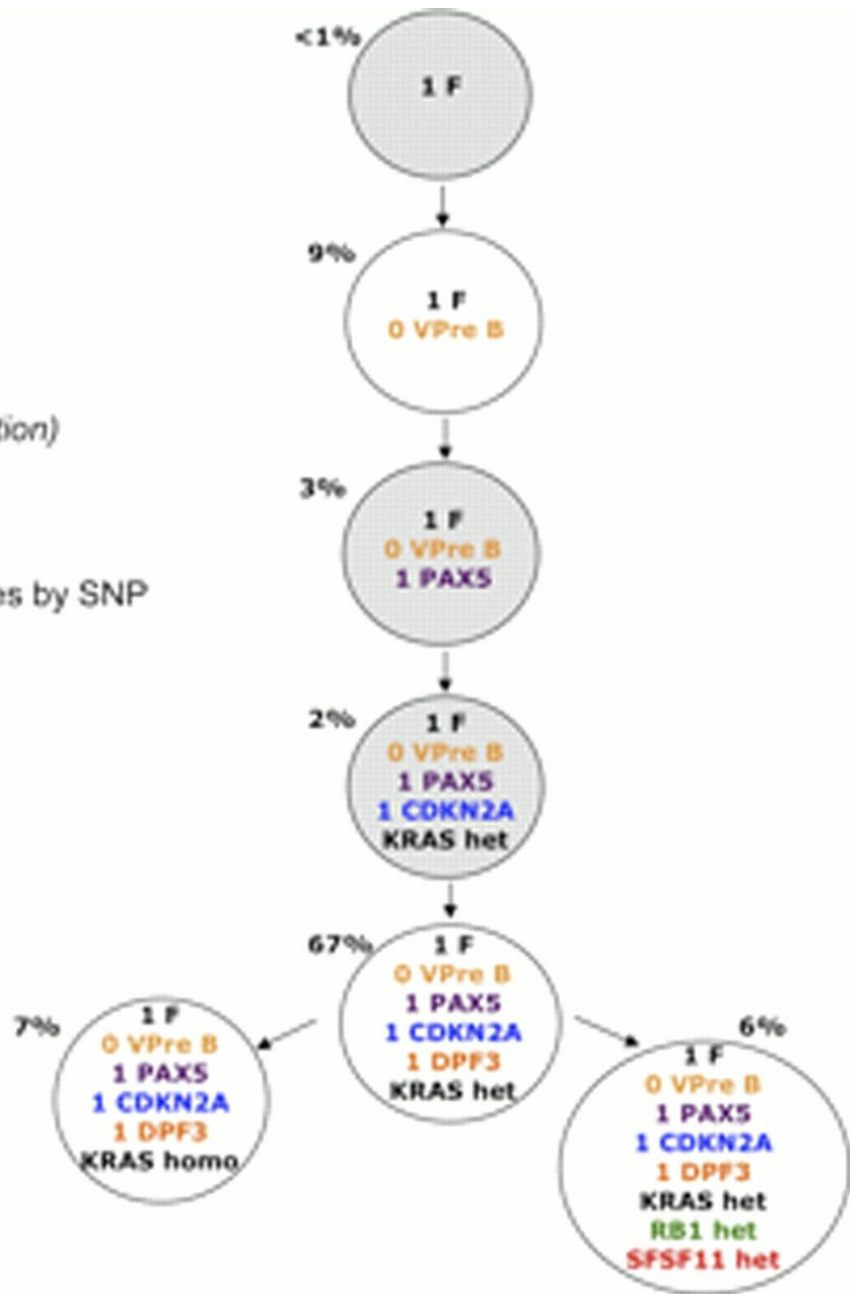 <1%
1 F
9%
1 F
0 VPre B
tion)
3%
1 F
0 VPre B
1 PAX5
es by SNP
2%
1 F
0 VPre B
1 PAX5
1 CDKN2A
KRAS het
67%
1 F
0 VPre B
1 PAX5
1 CDKN2A
1 DPF3
KRAS het
7%
1 F
0 VPre B
1 PAX5
1 CDKN2A
1 DPF3
KRAS homo
6%
1 F
0 VPre B
1 PAX5
1 CDKN2A
1 DPF3
KRAS het
RB1 het
SFSF11 het